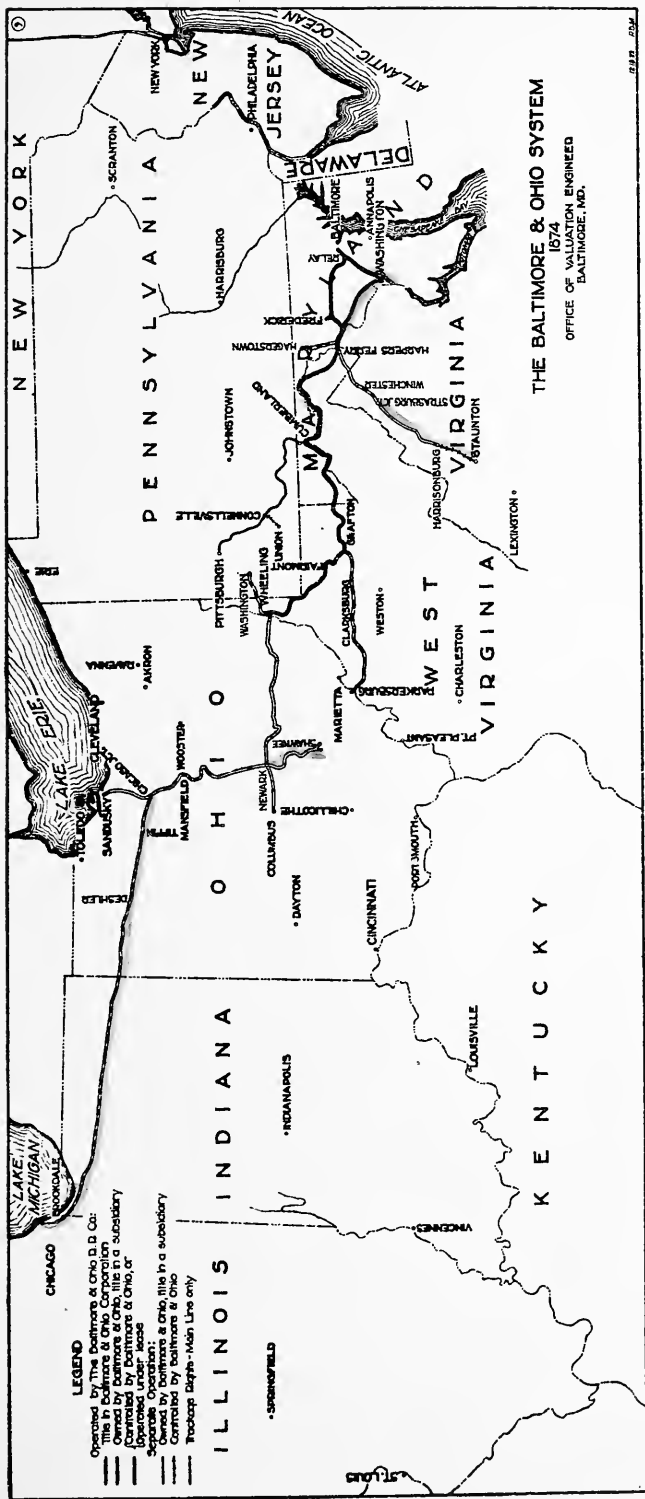 9
NEW YORK
NEW YORK
SCRANTON
PENNSYLVANIA
NEW JERSEY
PHILADELPHIA
ATLANTIC OCEAN
HARRISBURG
DELAWARE
BALTIMORE
ANNAPOLIS
WASHINGTON
RELAY
FREDERICK
HAGERSTOWN
HARPERS FERRY
WINCHESTER
STRASBURG JCT.
STAUNTON
HARRISONBURG
LEXINGTON
VIRGINIA
MARYLAND
CUMBERLAND
JOHNSTOWN
CONNELLSVILLE
UNION
PITTSBURGH
WASHINGTON
WHEELING
FAIRMONT
GRAFTON
CLARKSBURG
WESTON
WEST VIRGINIA
CHARLESTON
PARKERSBURG
MARIETTA
PT. PLEASANT
ERIE
LAKE ERIE
CLEVELAND
RAVENNA
AKRON
CHICAGO JCT.
WOOSTER
MANSFIELD
TIFFIN
SANDUSKY
TOLEDO
DESHLER
OHIO
NEWARK
SHAWNEE
COLUMBUS
CHILLICOTHE
DAYTON
CINCINNATI
PORTSMOUTH
KENTUCKY
LOUISVILLE
INDIANA
INDIANAPOLIS
VINCENNES
ILLINOIS
SPRINGFIELD
ST. LOUIS
LAKE MICHIGAN
CHICAGO
LEGEND
Operated by The Baltimore & Ohio R.R. Co:
Title in Baltimore & Ohio Corporation
Owned by Baltimore & Ohio, title in a subsidiary
Controlled by Baltimore & Ohio, or
Operated under lease
Separate Operation:
Owned by Baltimore & Ohio, title in a subsidiary
Controlled by Baltimore & Ohio
Trackage Rights-Main Line only
THE BALTIMORE & OHIO SYSTEM
1874
OFFICE OF VALUATION ENGINEER
BALTIMORE, MD.